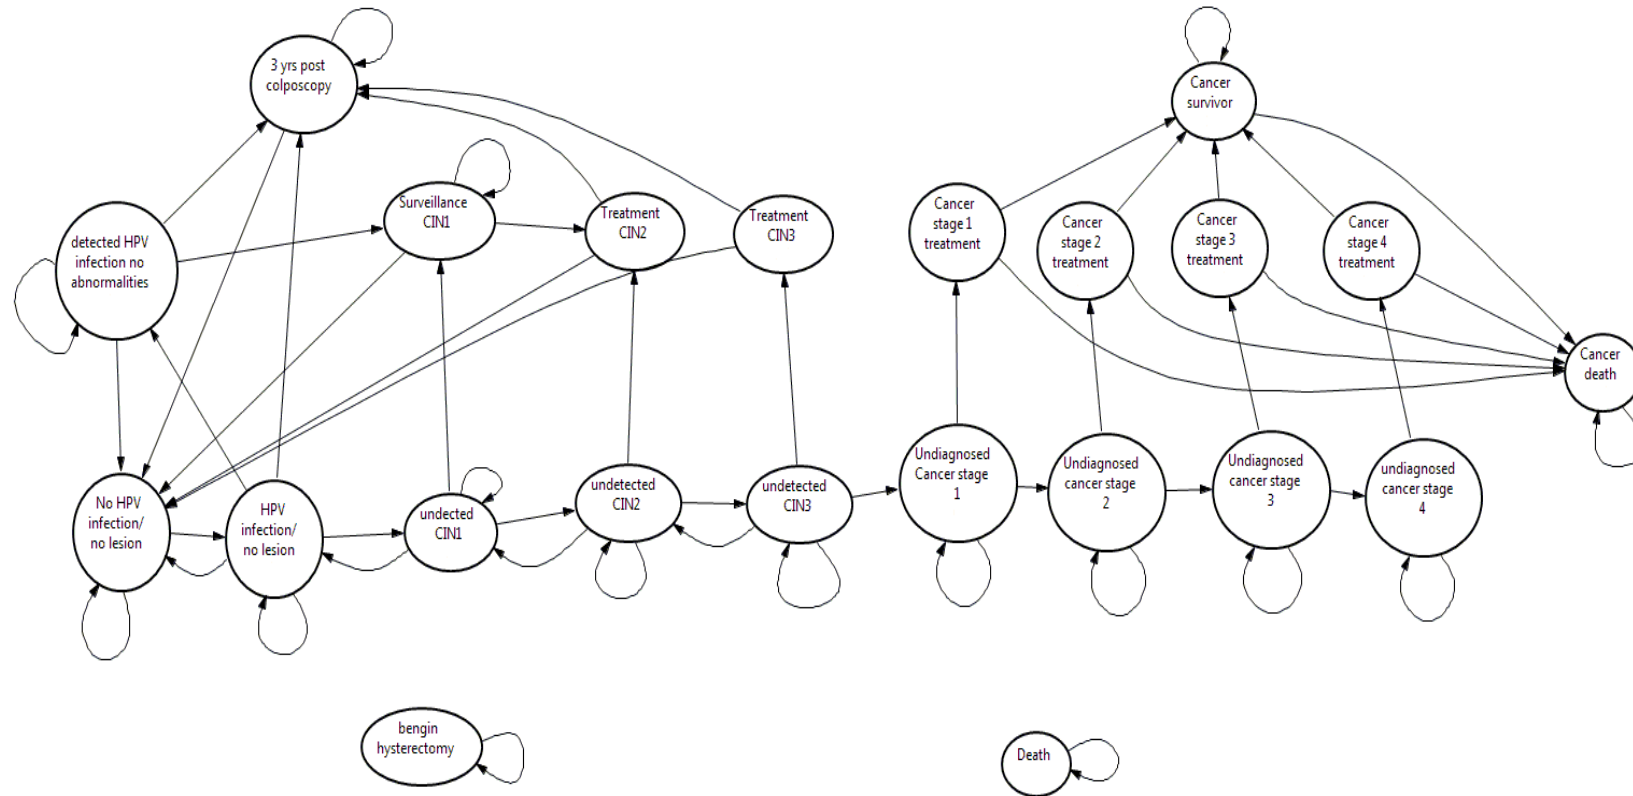 3 yrs post
colposcopy
Cancer
survivor
Surveillance
CIN1
Treatment
CIN2
Treatment
CIN3
Cancer
stage 1
treatment
Cancer
stage 2
treatment
Cancer
stage 3
treatment
Cancer
stage 4
treatment
detected HPV
infection no
abnormalities
Cancer
death
No HPV
infection/
no lesion
HPV
infection/
no lesion
undected
CIN1
undetected
CIN2
undetected
CIN3
Undiagnosed
Cancer stage
1
Undiagnosed
cancer stage
2
Undiagnosed
cancer stage
3
undiagnosed
cancer stage
4
bengin
hysterectomy
Death